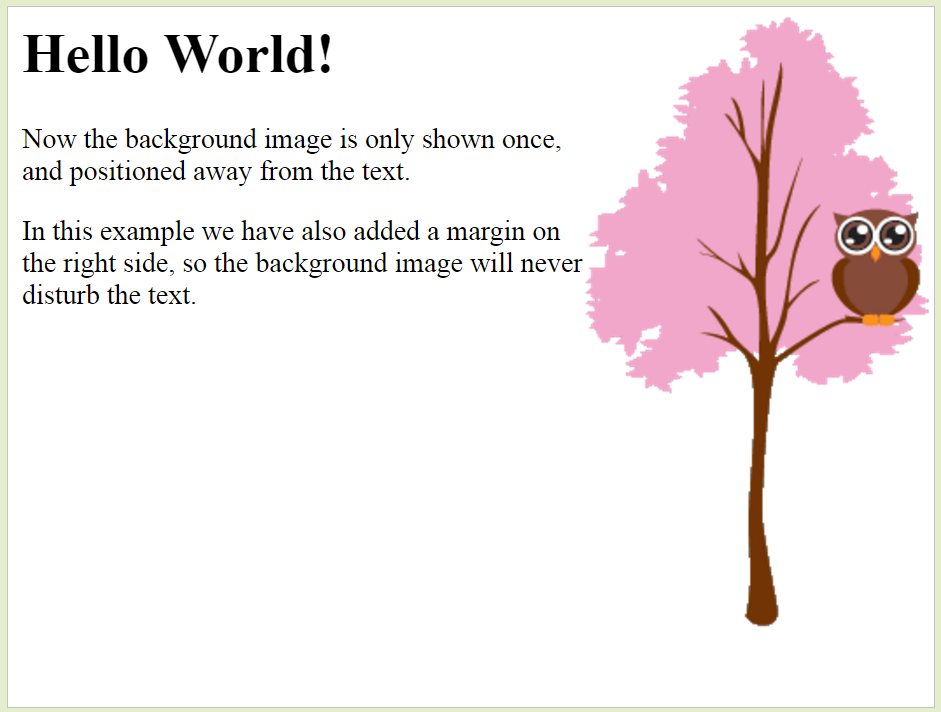 Hello World!
Now the background image is only shown once,
and positioned away from the text.
In this example we have also added a margin on
the right side, so the background image will never
disturb the text.